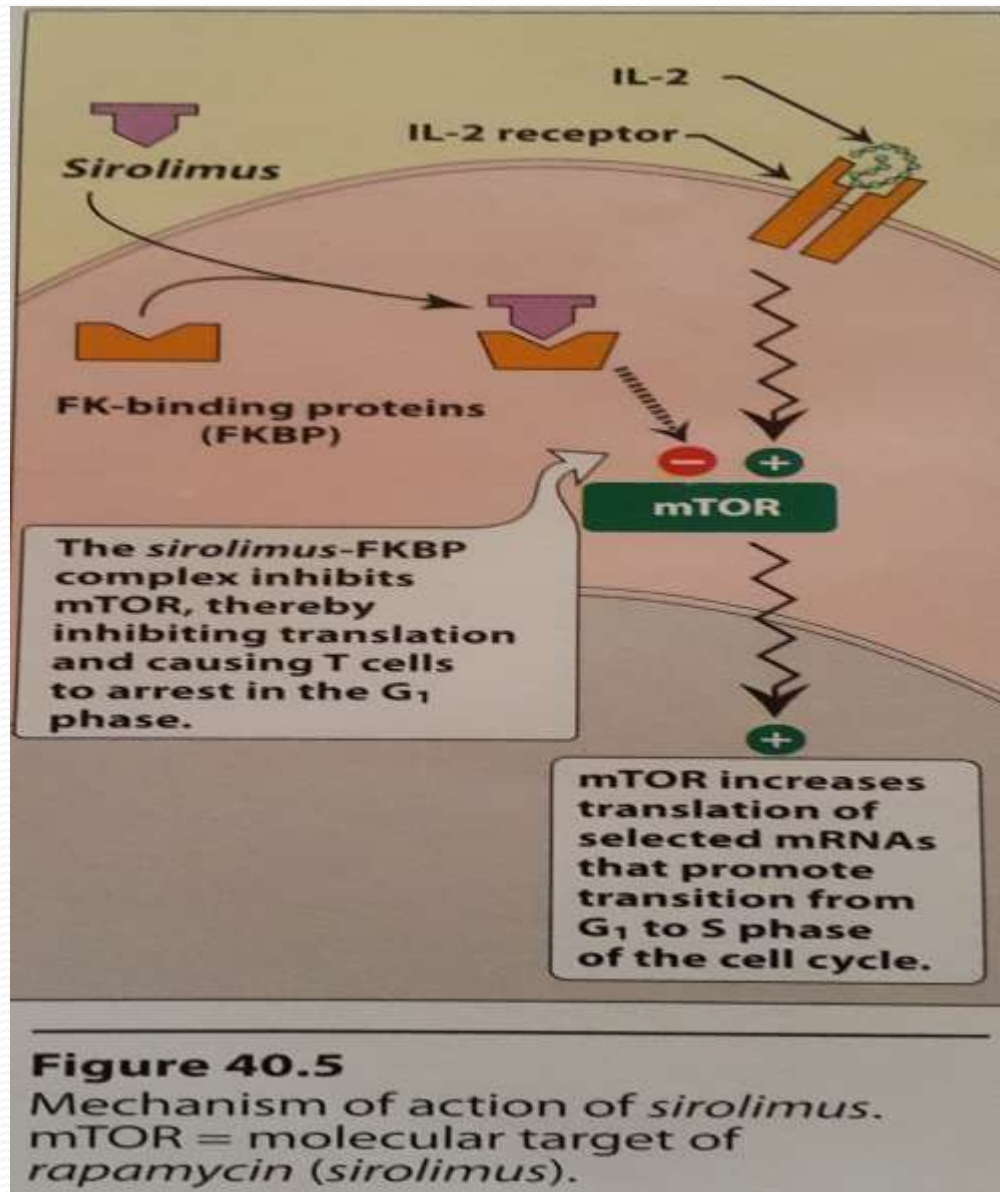 IL-2
IL-2 receptor
Sirolimus
FK-binding proteins
(FKBP)
−
+
mTOR
The sirolimus-FKBP
complex inhibits
mTOR, thereby
inhibiting translation
and causing T cells
to arrest in the G₁
phase.
+
mTOR increases
translation of
selected mRNAs
that promote
transition from
G₁ to S phase
of the cell cycle.
Figure 40.5
Mechanism of action of sirolimus.
mTOR = molecular target of
rapamycin (sirolimus).